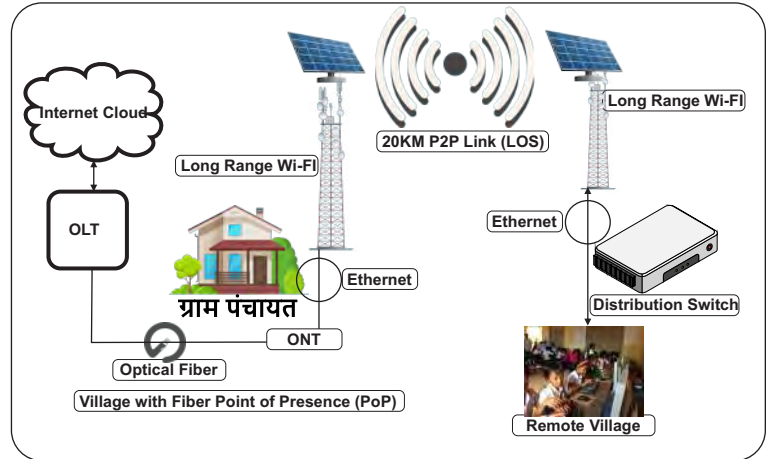 Internet Cloud
Long Range Wi-FI
20KM P2P Link (LOS)
Long Range Wi-FI
OLT
Ethernet
Ethernet
ग्राम पंचायत
Distribution Switch
ONT
Optical Fiber
Village with Fiber Point of Presence (PoP)
Remote Village